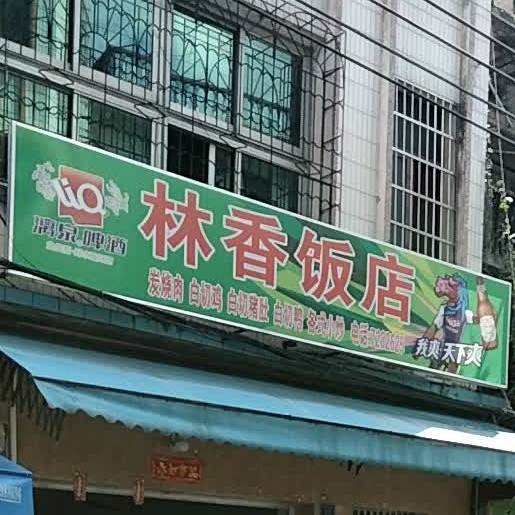 漓泉啤酒
林香饭店
炭烧肉 白切鸡 白切猪肚 白切鸭 各式小炒 电话:
我爽 天下爽